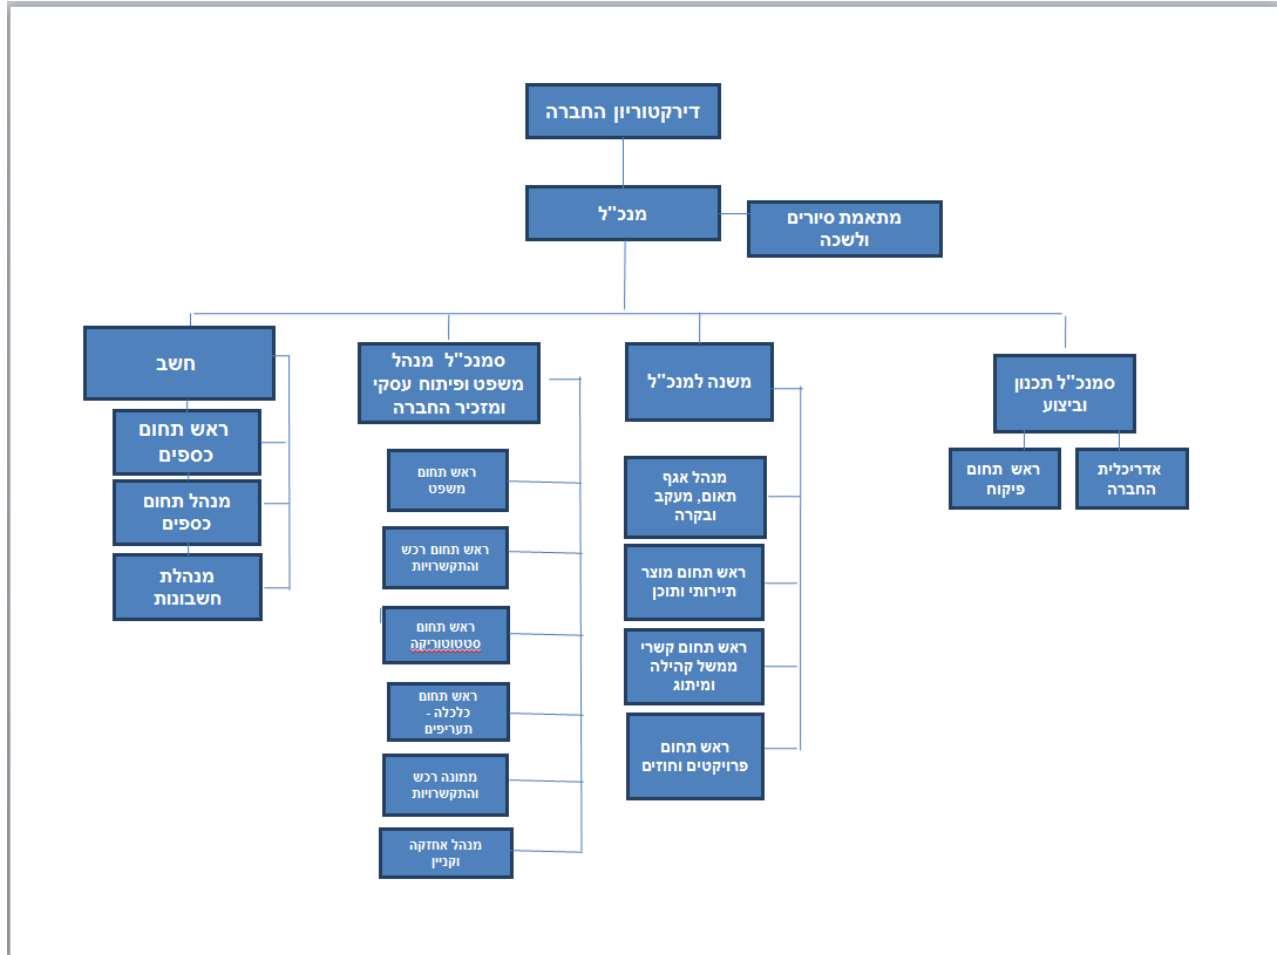 דירקטוריון החברה
מנכ"ל
מתאמת סיורים
ולשכה
סמנכ"ל תכנון
וביצוע
אדריכלית
החברה
ראש תחום
פיקוח
משנה למנכ"ל
מנהל אגף
תאום, מעקב
ובקרה
ראש תחום מוצר
תיירותי ותוכן
ראש תחום קשרי
ממשל קהילה
ומיתוג
ראש תחום
פרויקטים וחוזים
סמנכ"ל מנהל
משפט ופיתוח עסקי
ומזכיר החברה
ראש תחום
משפט
ראש תחום רכש
והתקשרויות
ראש תחום
סטטוטוריקה
ראש תחום
כלכלה -
תעריפים
ממונה רכש
והתקשרויות
מנהל אחזקה
וקניין
חשב
ראש תחום
כספים
מנהל תחום
כספים
מנהלת
חשבונות